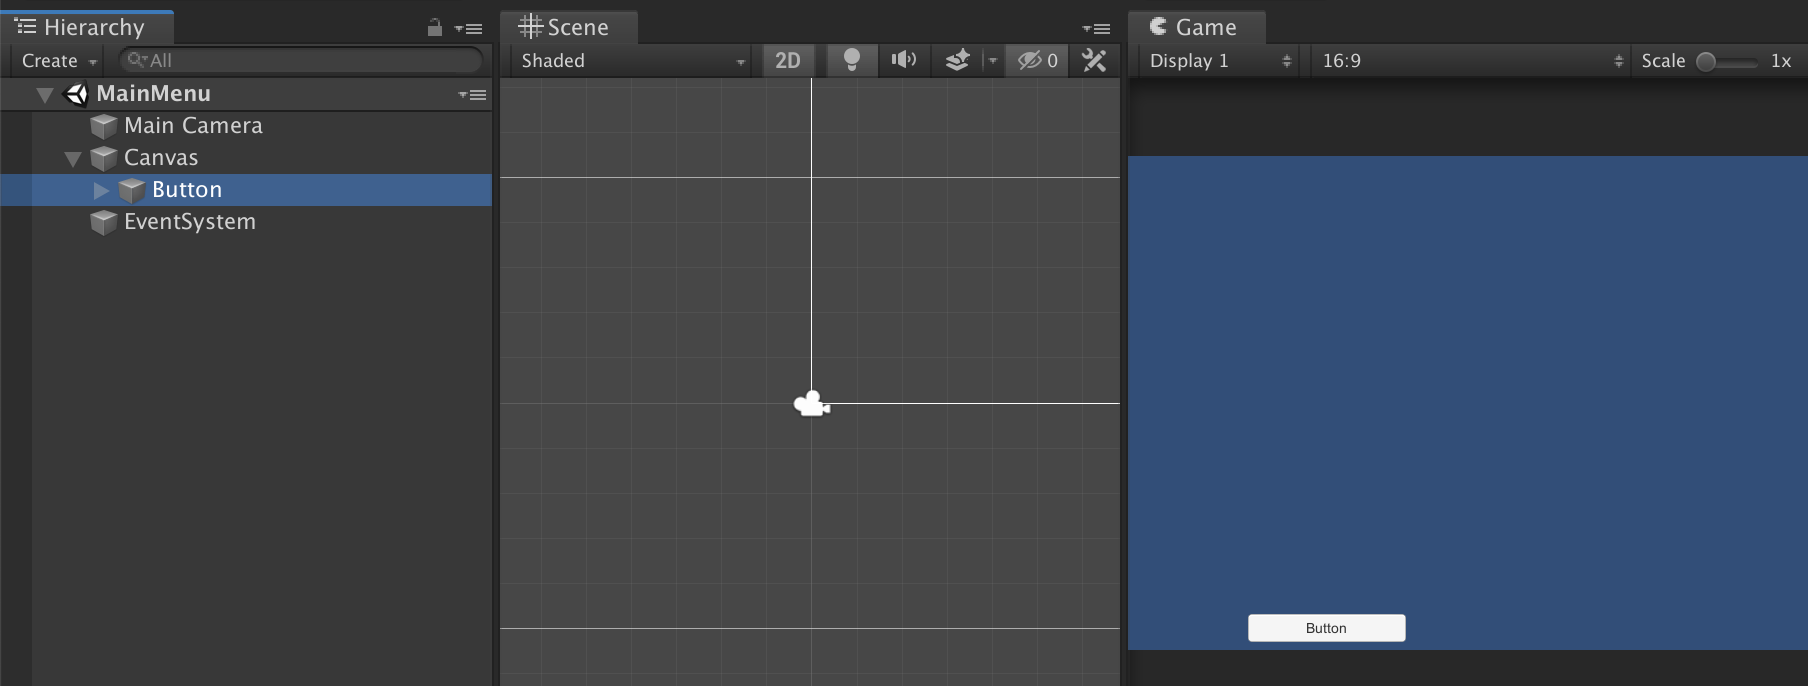 Hierarchy
Create
All
MainMenu
Main Camera
Canvas
Button
EventSystem
Scene
Shaded
2D
0
Game
Display 1
16:9
Scale
1x
Button